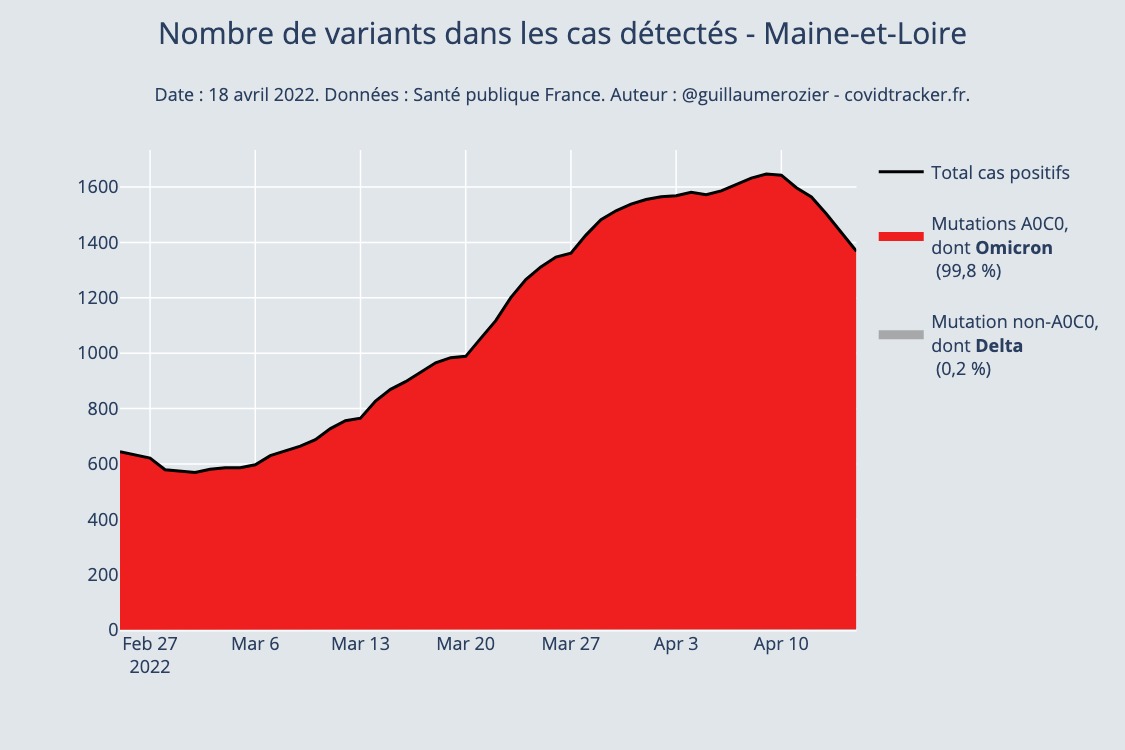 Nombre de variants dans les cas détectés - Maine-et-Loire
Date : 18 avril 2022. Données : Santé publique France. Auteur : @guillaumerozier - covidtracker.fr.
1600
1400
1200
1000
800
600
400
200
0
Feb 27
2022
Mar 6
Mar 13
Mar 20
Mar 27
Apr 3
Apr 10
Total cas positifs
Mutations A0C0,
dont Omicron
(99,8 %)
Mutation non-A0C0,
dont Delta
(0,2 %)